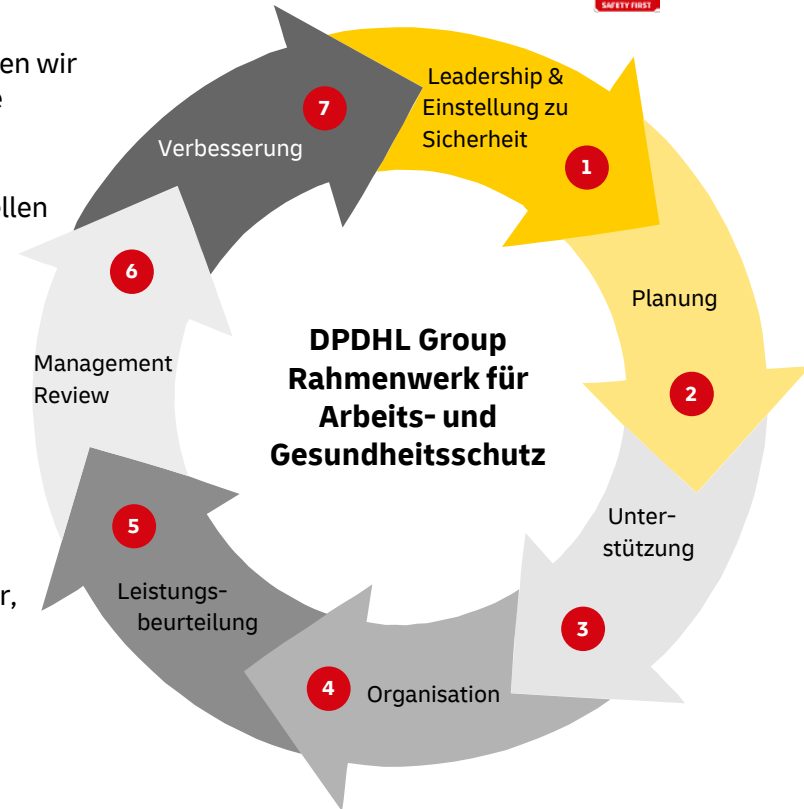 SAFETY FIRST
en wir
ellen
r,
Leadership &
Einstellung zu
Sicherheit
1
Planung
2
Unter-
stützung
3
Organisation
4
Leistungs-
beurteilung
5
Management
Review
6
Verbesserung
7
DPDHL Group
Rahmenwerk für
Arbeits- und
Gesundheitsschutz